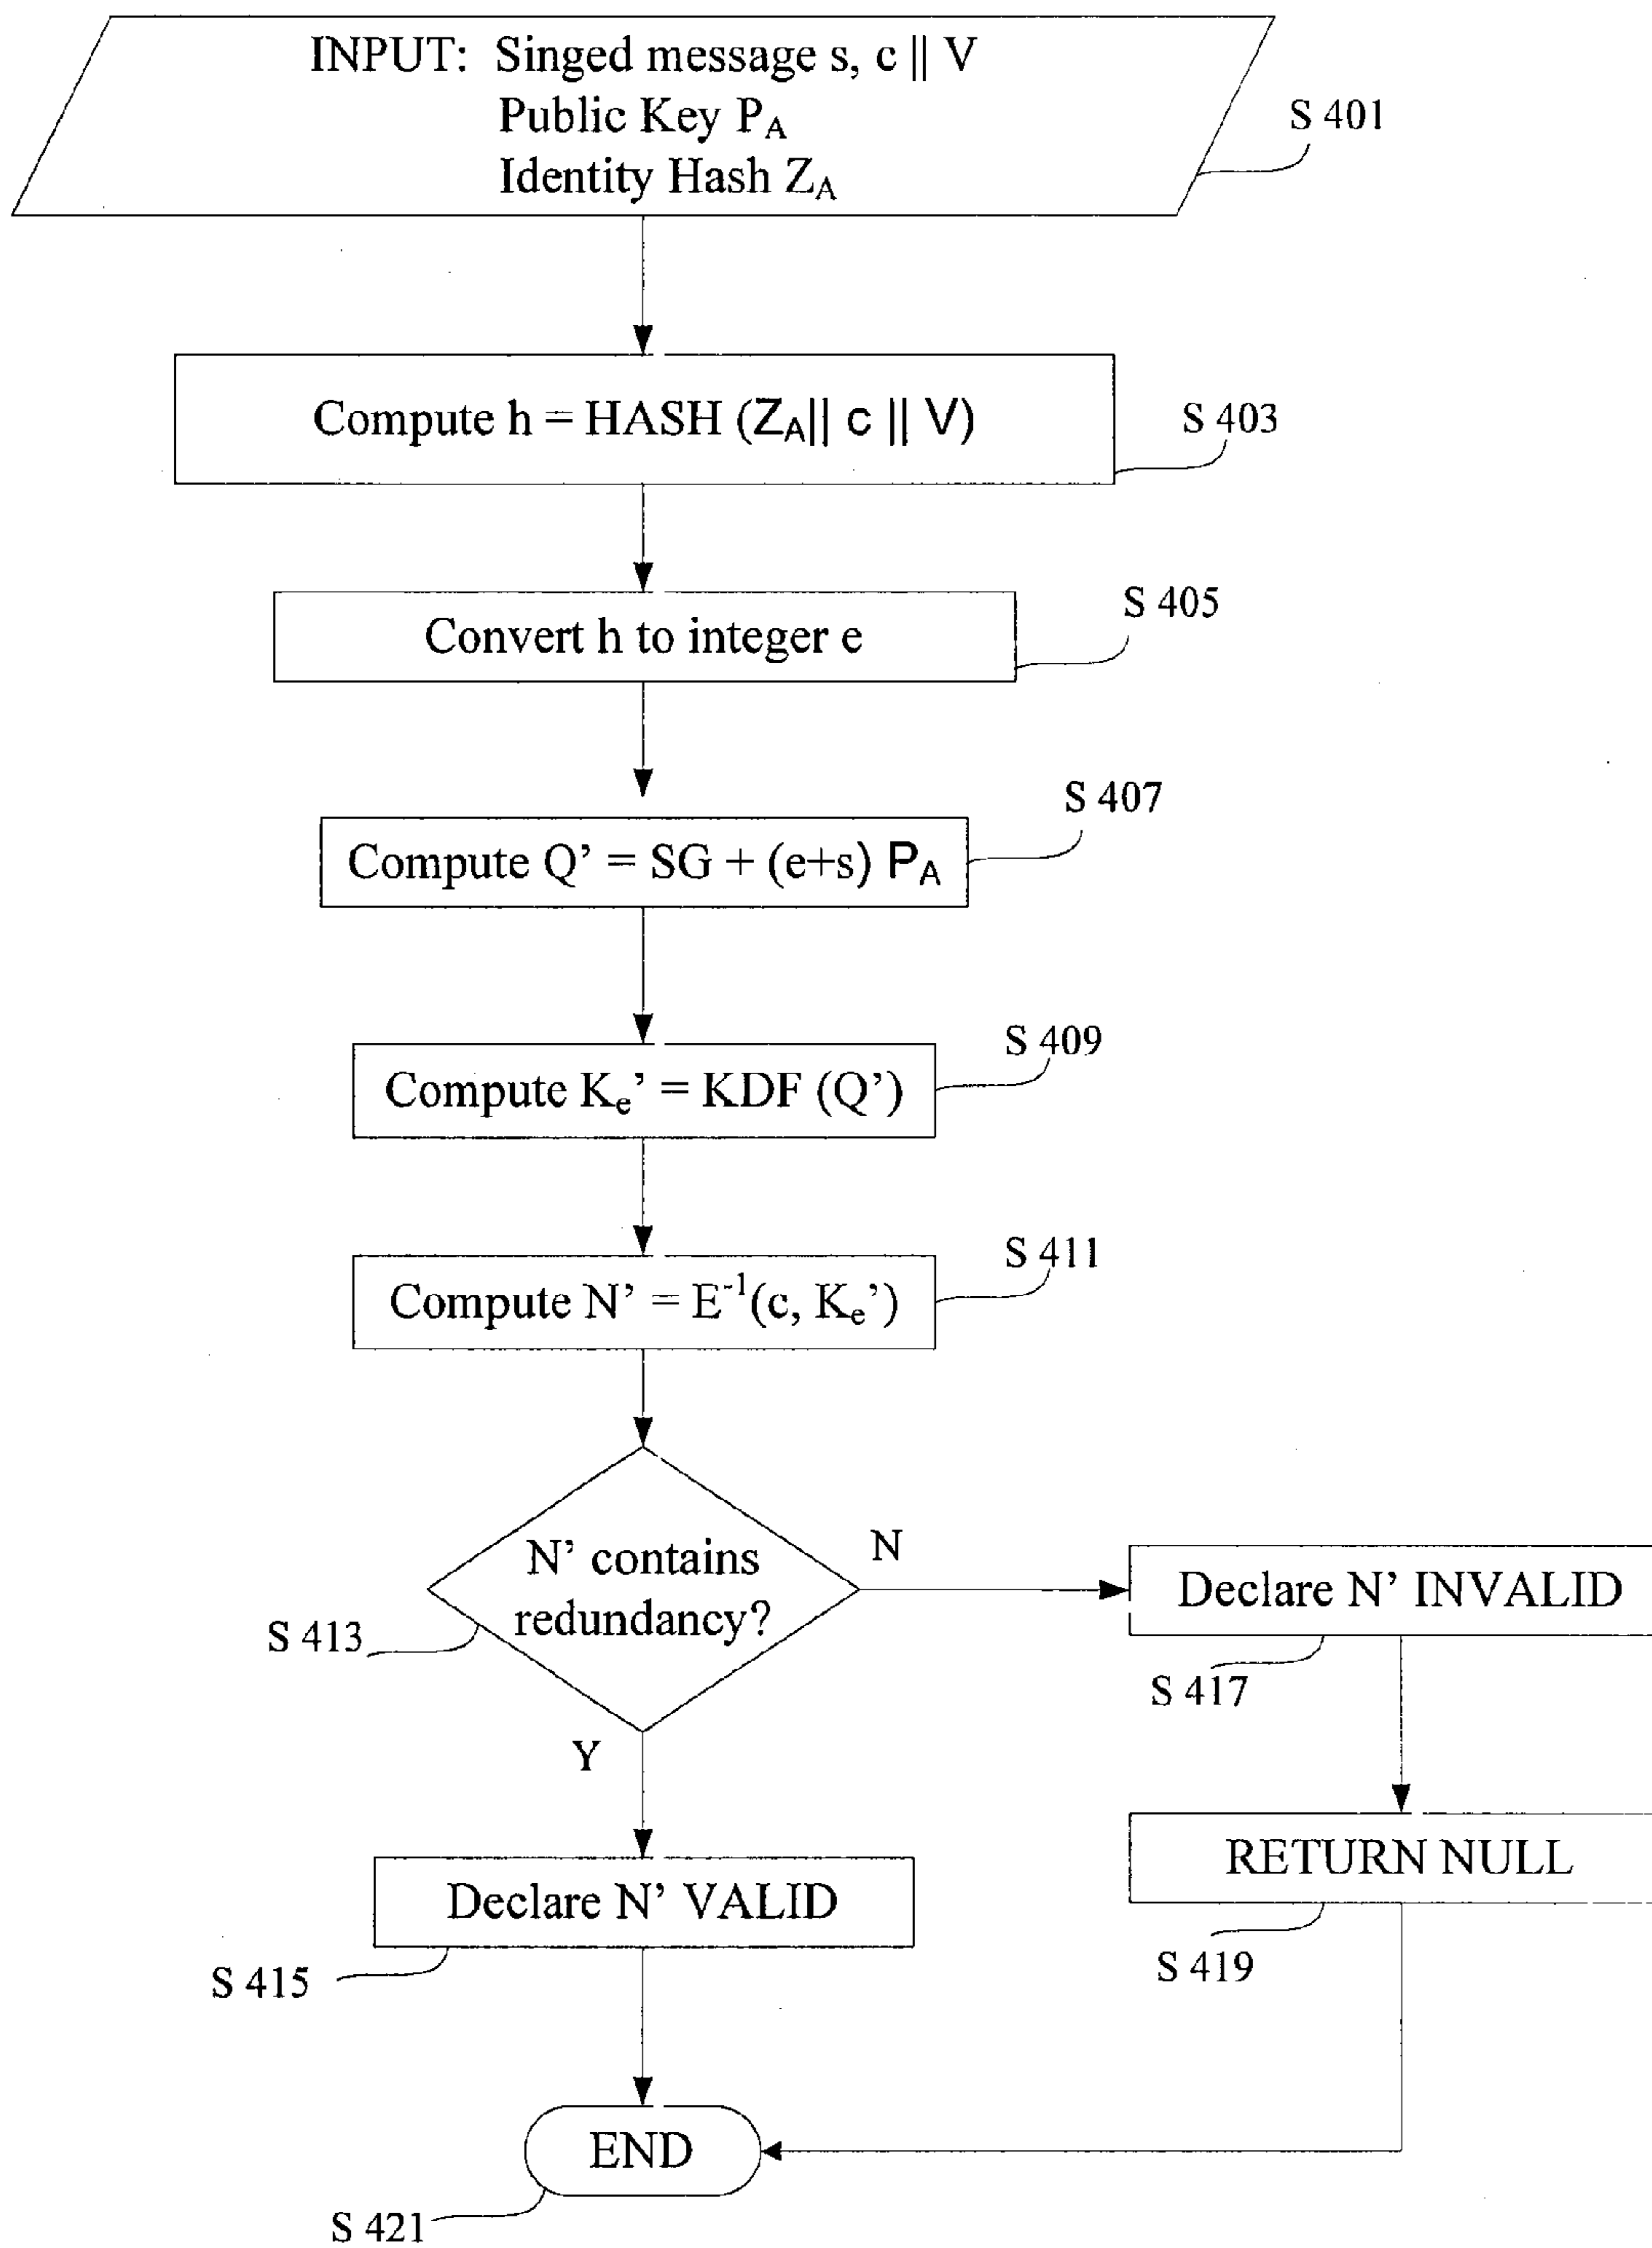 INPUT: Singed message s, c || V
Public Key P_A
Identity Hash Z_A
S 401
Compute h = HASH (Z_A|| c || V)
S 403
Convert h to integer e
S 405
Compute Q’ = SG + (e+s) P_A
S 407
Compute K_e’ = KDF (Q’)
S 409
Compute N’ = E^-1(c, K_e’)
S 411
N’ contains
redundancy?
S 413
N
Y
Declare N’ INVALID
S 417
RETURN NULL
S 419
Declare N’ VALID
S 415
END
S 421